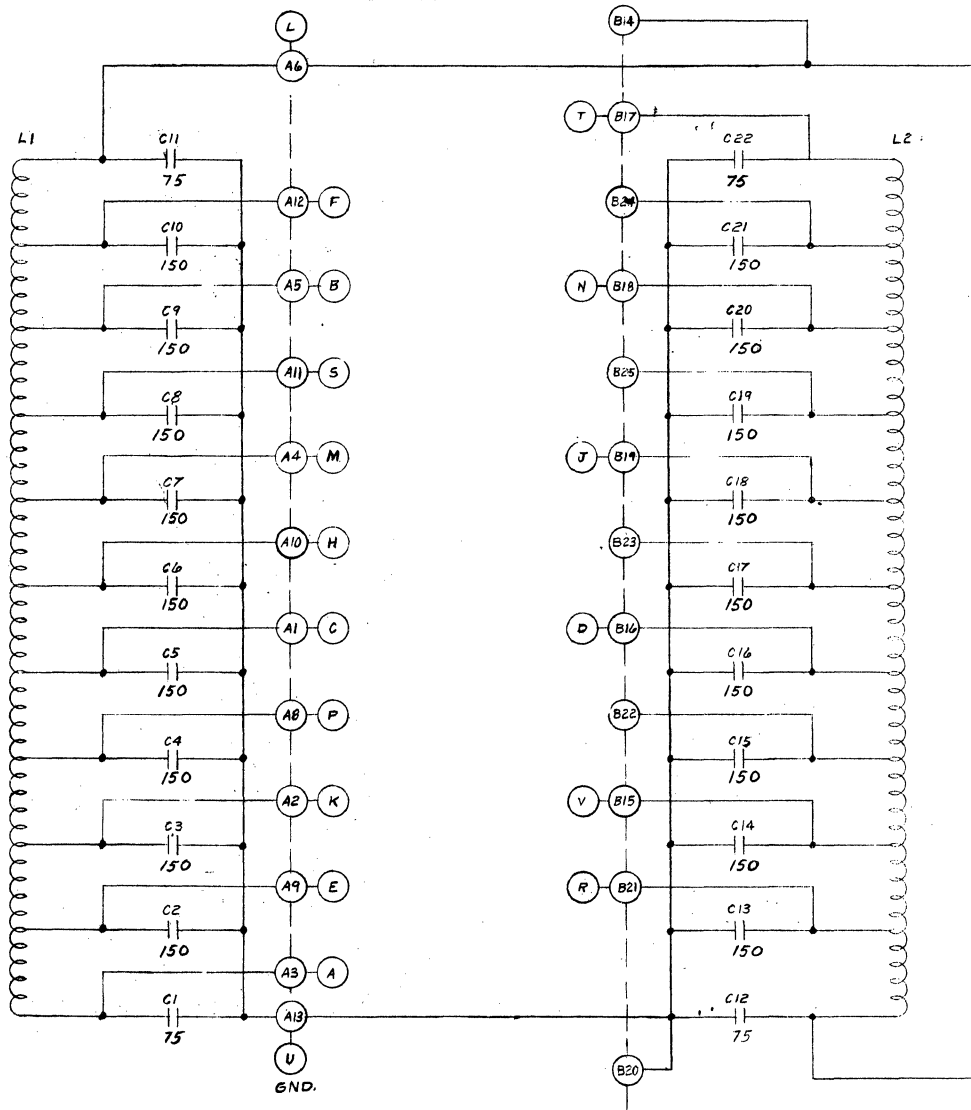 L
B14
A6
T B17
L1
C11
75
C22
75
L2
A12 F
B24
C10
150
C21
150
A5 B
N B18
C9
150
C20
150
A11 S
B25
C8
150
C19
150
A4 M
J B19
C7
150
C18
150
A10 H
B23
C6
150
C17
150
A1 C
D B16
C5
150
C16
150
A8 P
B22
C4
150
C15
150
A2 K
V B15
C3
150
C14
150
A9 E
R B21
C2
150
C13
150
A3 A
C1
75
A13
C12
75
U
GND.
B20